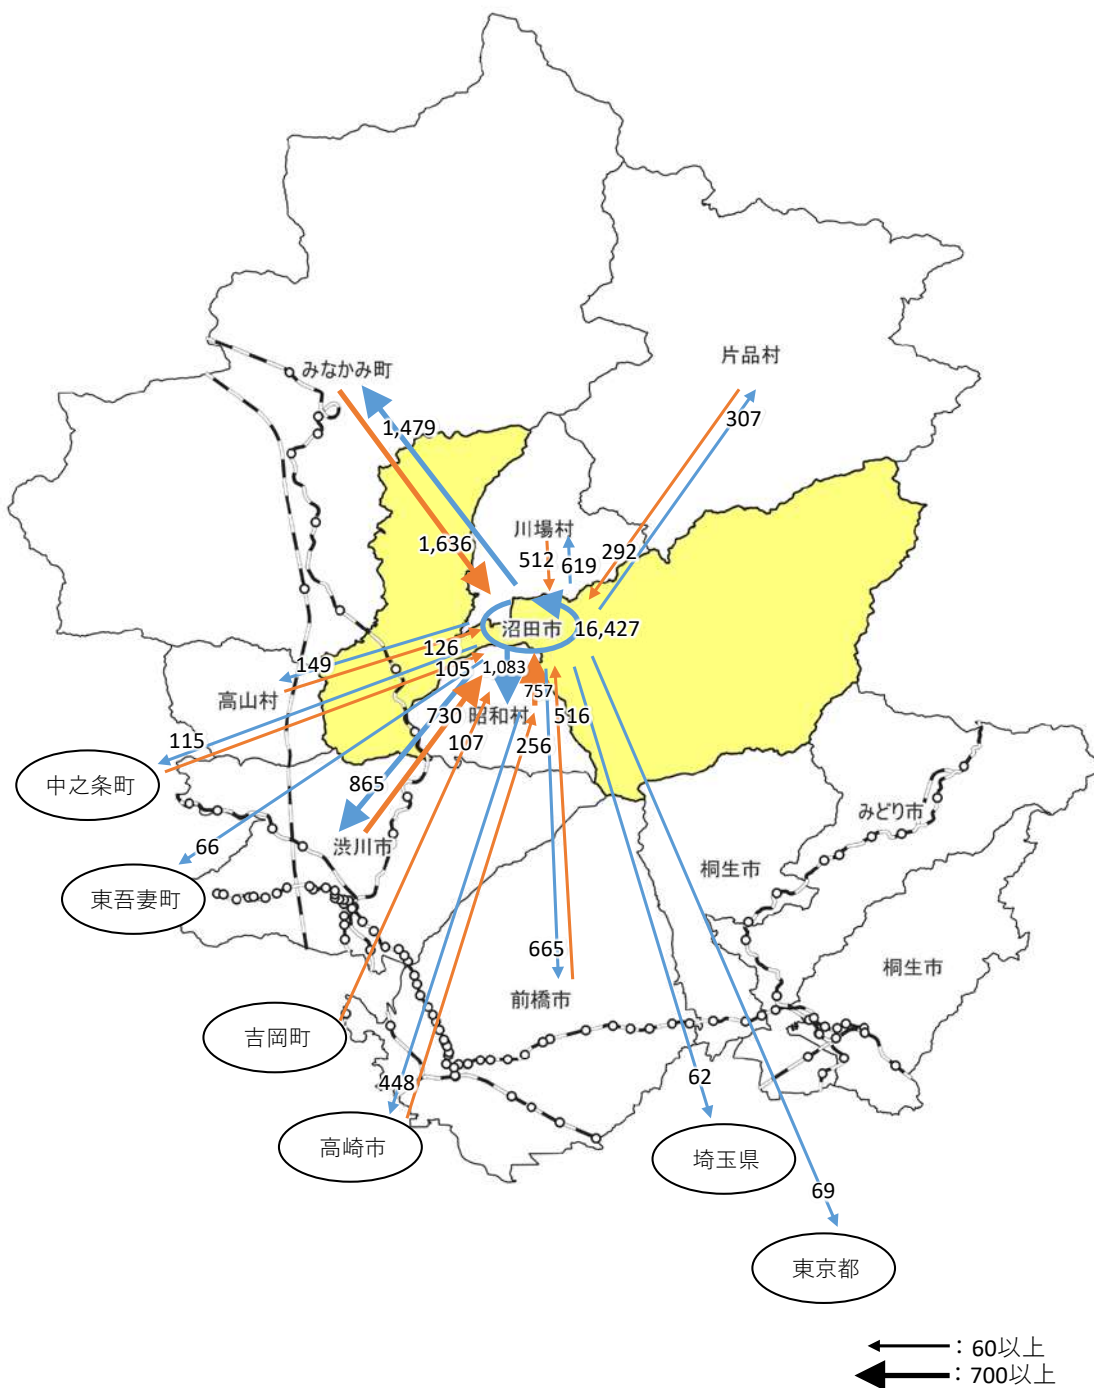 みなかみ町
片品村
1,479
307
川場村
1,636
512
619
292
沼田市
16,427
149
126
105
1,083
高山村
757
730
昭和村
516
115
107
256
中之条町
865
みどり市
渋川市
66
桐生市
東吾妻町
665
桐生市
前橋市
吉岡町
448
62
高崎市
埼玉県
69
東京都
：60以上
：700以上